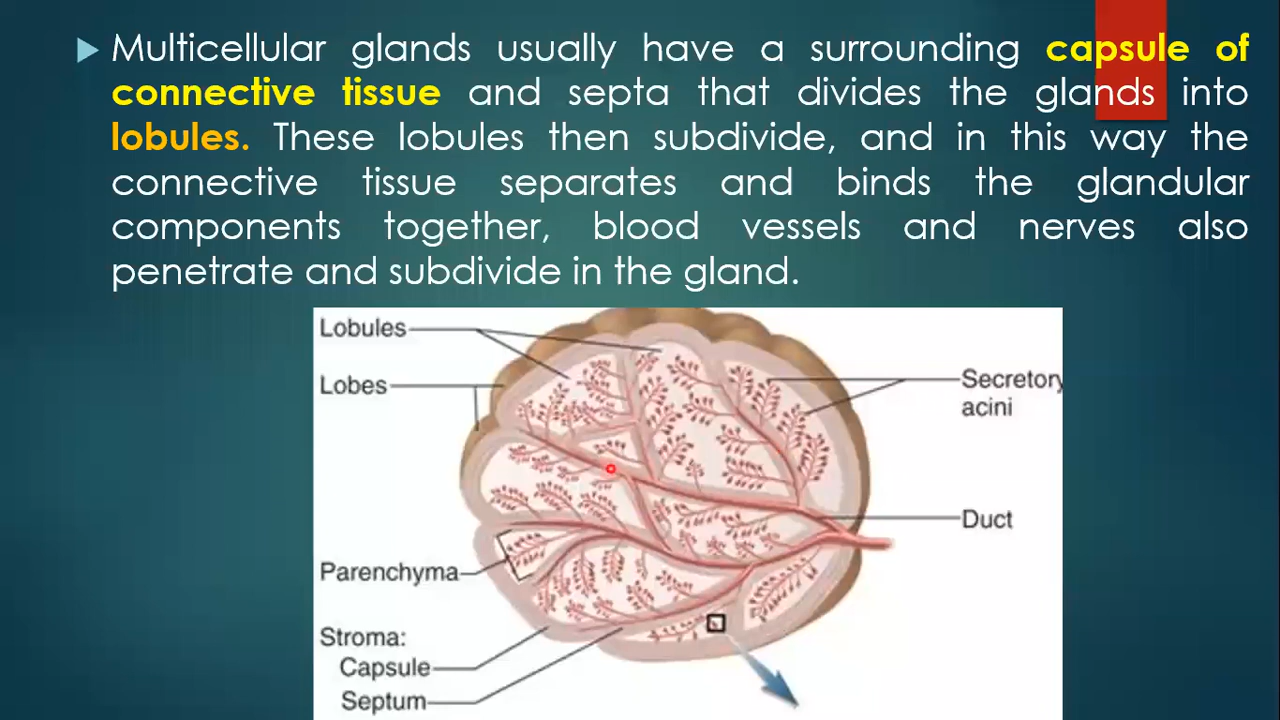 Multicellular glands usually have a surrounding capsule of
connective tissue and septa that divides the glands into
lobules. These lobules then subdivide, and in this way the
connective tissue separates and binds the glandular
components together, blood vessels and nerves also
penetrate and subdivide in the gland.
Lobules
Lobes
Secretory
acini
Duct
Parenchyma
Stroma:
Capsule
Septum